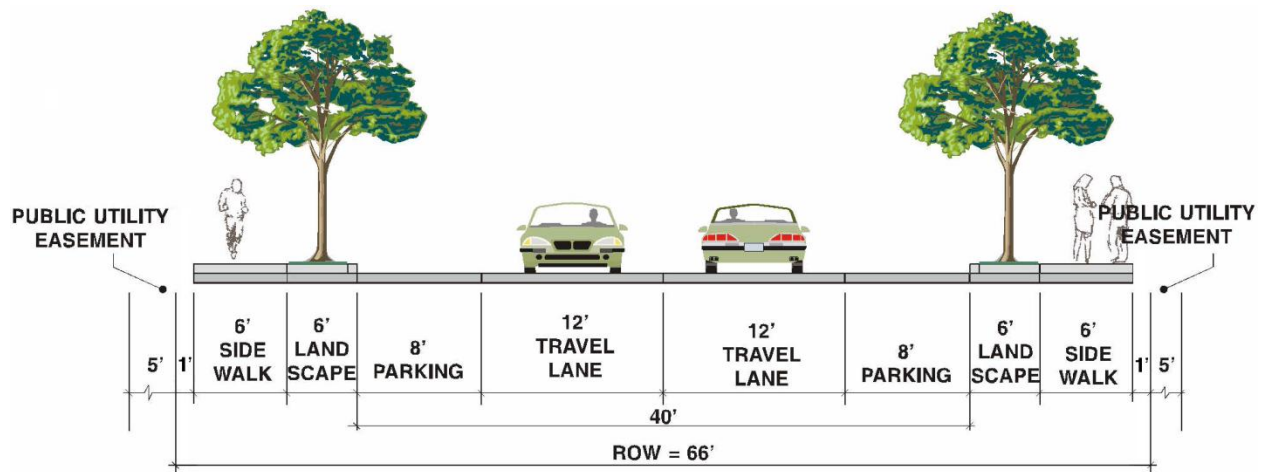 PUBLIC UTILITY
EASEMENT
PUBLIC UTILITY
EASEMENT
5'
1'
6'
SIDE
WALK
6'
LAND
SCAPE
8'
PARKING
12'
TRAVEL
LANE
12'
TRAVEL
LANE
8'
PARKING
6'
LAND
SCAPE
6'
SIDE
WALK
1'
5'
40'
ROW = 66'